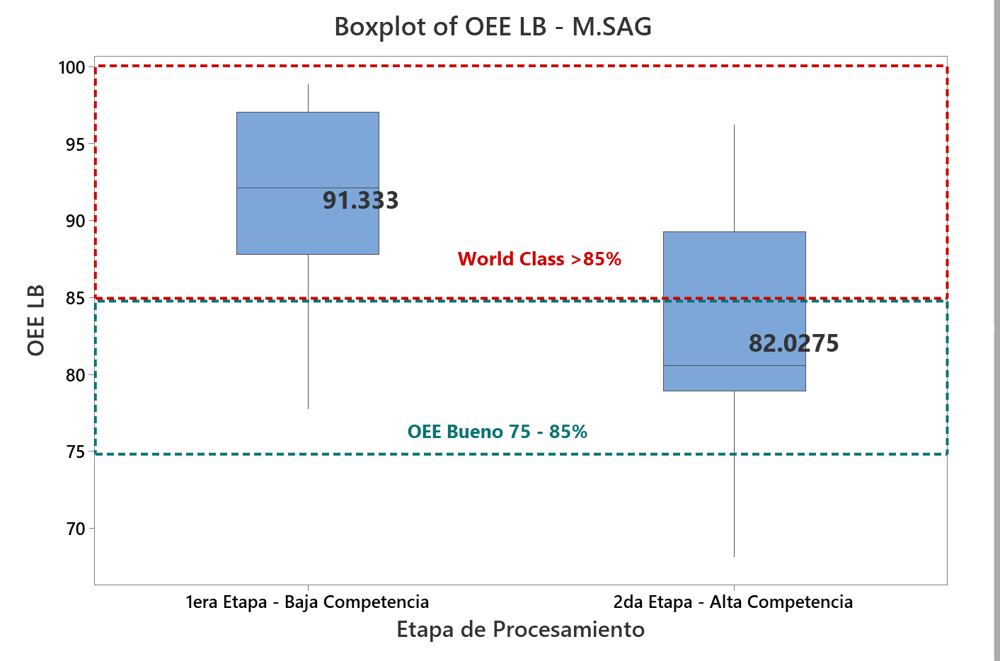 Boxplot of OEE LB - M.SAG
100
95
90
85
80
75
70
OEE LB
91.333
World Class >85%
82.0275
OEE Bueno 75 - 85%
1era Etapa - Baja Competencia
2da Etapa - Alta Competencia
Etapa de Procesamiento